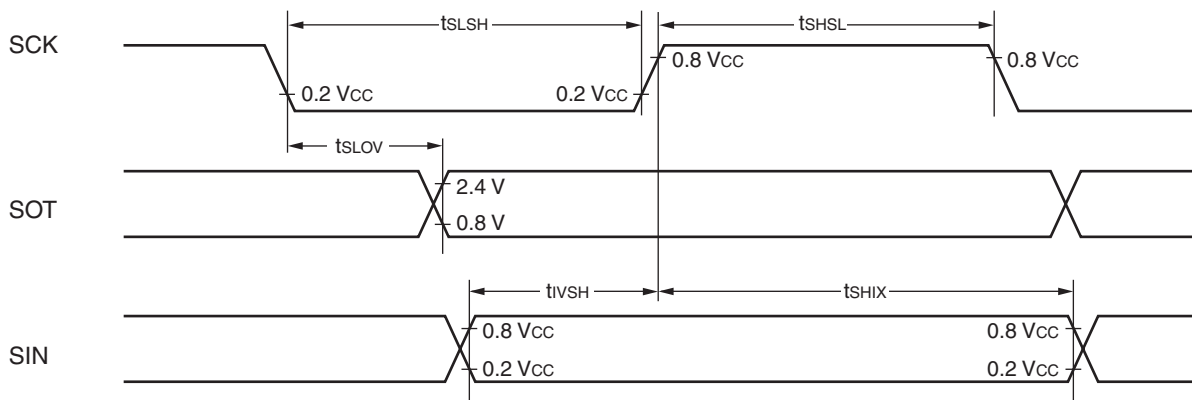 tSLSH
tSHSL
SCK
0.8 VCC
0.8 VCC
0.2 VCC
0.2 VCC
tSLOV
SOT
2.4 V
0.8 V
tIVSH
tSHIX
SIN
0.8 VCC
0.8 VCC
0.2 VCC
0.2 VCC